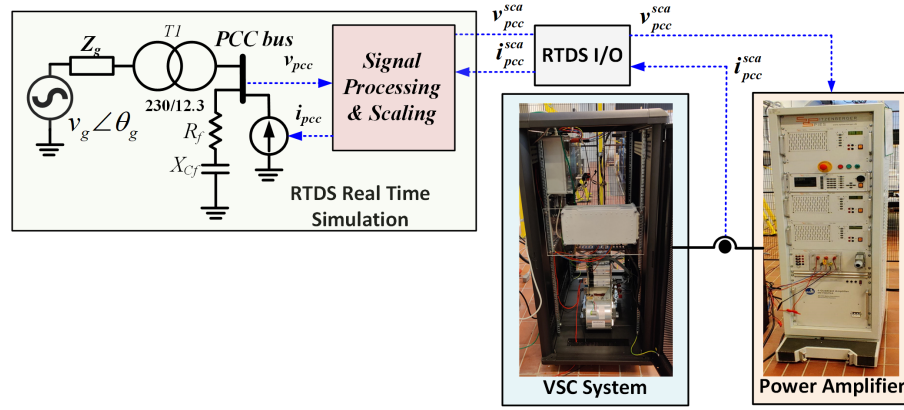 T1
Z_g
PCC bus
v_pcc
230/12.3
v_g∠θ_g
R_f
i_pcc
X_Cf
RTDS Real Time
Simulation
Signal
Processing
& Scaling
v_pcc^sca
i_pcc^sca
RTDS I/O
v_pcc^sca
i_pcc^sca
VSC System
Power Amplifier